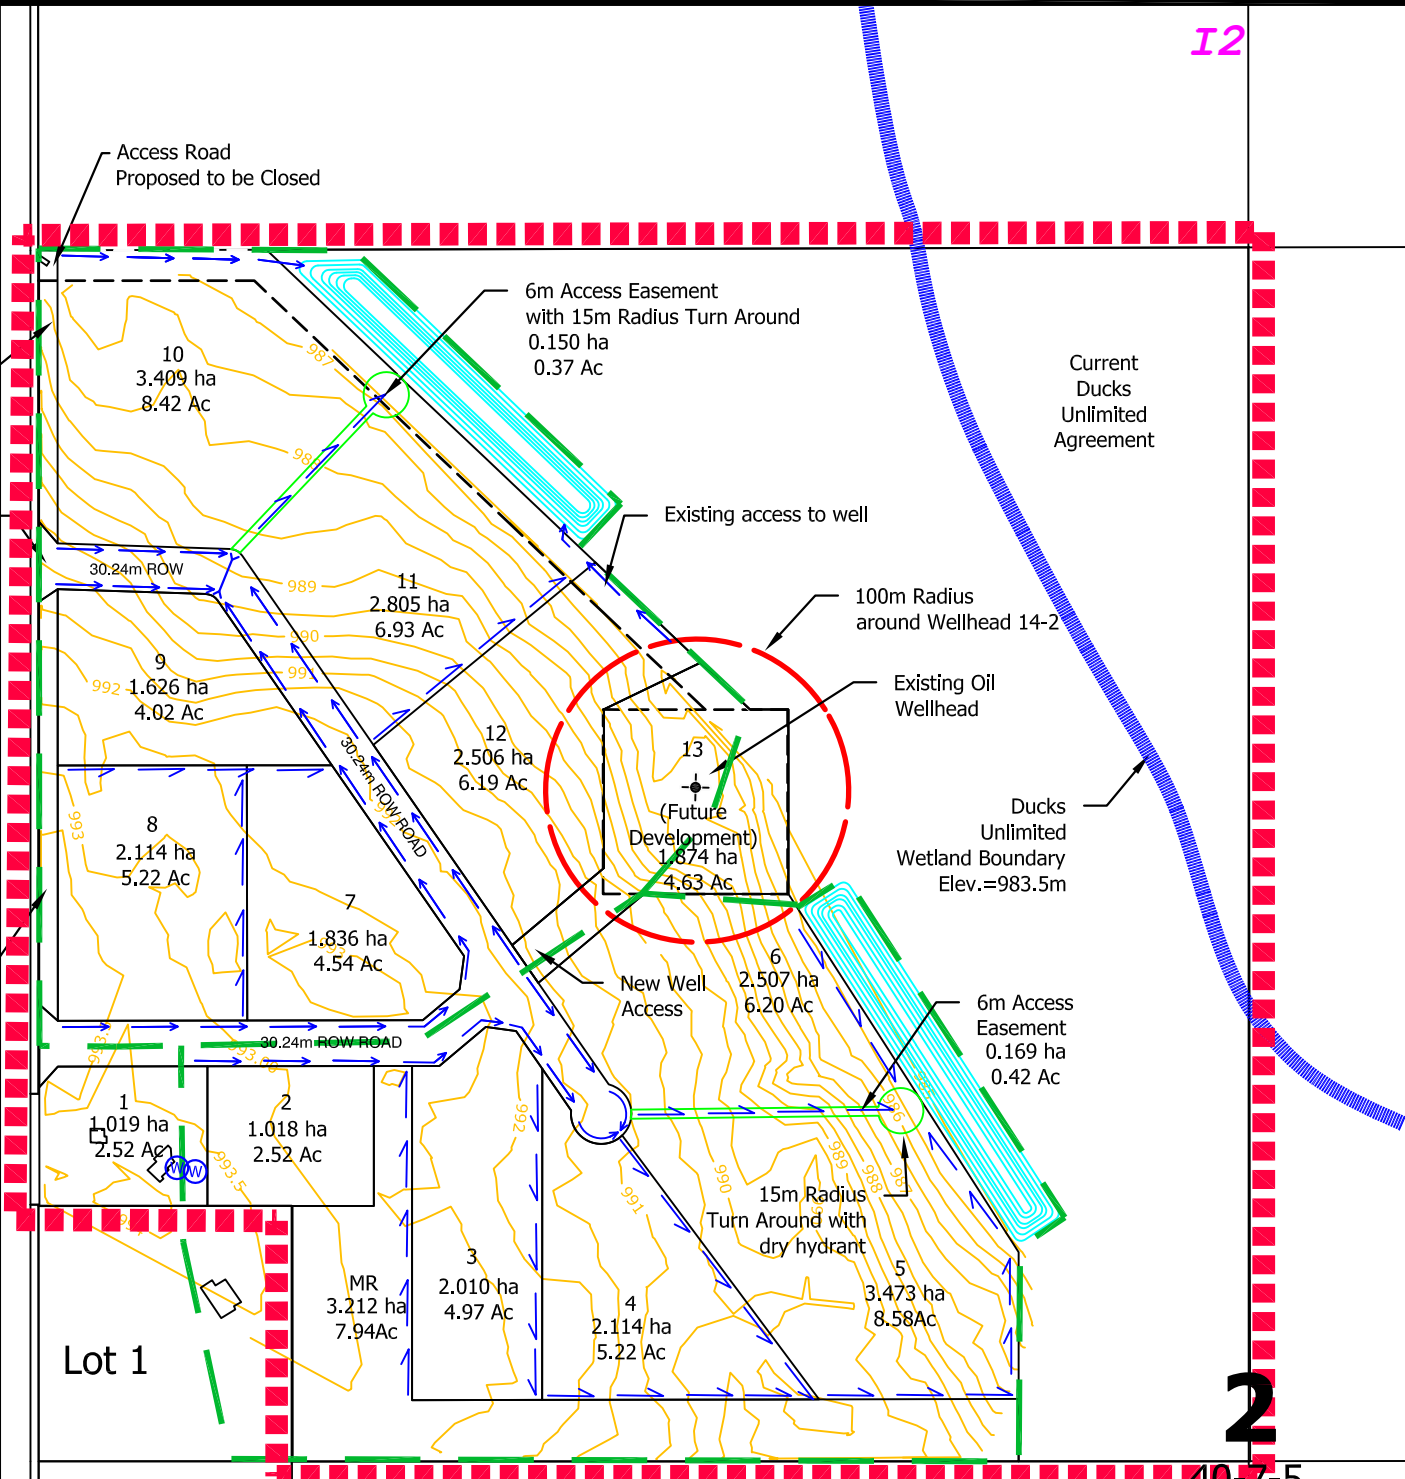 I2
Access Road
Proposed to be Closed
6m Access Easement
with 15m Radius Turn Around
0.150 ha
0.37 Ac
987
10
3.409 ha
8.42 Ac
Current
Ducks
Unlimited
Agreement
Existing access to well
30.24m ROW
989
11
2.805 ha
6.93 Ac
990
991
100m Radius
around Wellhead 14-2
9
1.626 ha
4.02 Ac
992
Existing Oil
Wellhead
12
2.506 ha
6.19 Ac
13
(Future
Development)
1.874 ha
4.63 Ac
30.24m ROW ROAD
Ducks
Unlimited
Wetland Boundary
Elev.=983.5m
993
8
2.114 ha
5.22 Ac
7
1.836 ha
4.54 Ac
6
2.507 ha
6.20 Ac
New Well
Access
6m Access
Easement
0.169 ha
0.42 Ac
30.24m ROW ROAD
985
986
1
1.019 ha
2.52 Ac
2
1.018 ha
2.52 Ac
W
W
993.5
992
991
990
989
988
987
15m Radius
Turn Around with
dry hydrant
MR
3.212 ha
7.94Ac
3
2.010 ha
4.97 Ac
4
2.114 ha
5.22 Ac
5
3.473 ha
8.58Ac
Lot 1
2
40-7-5